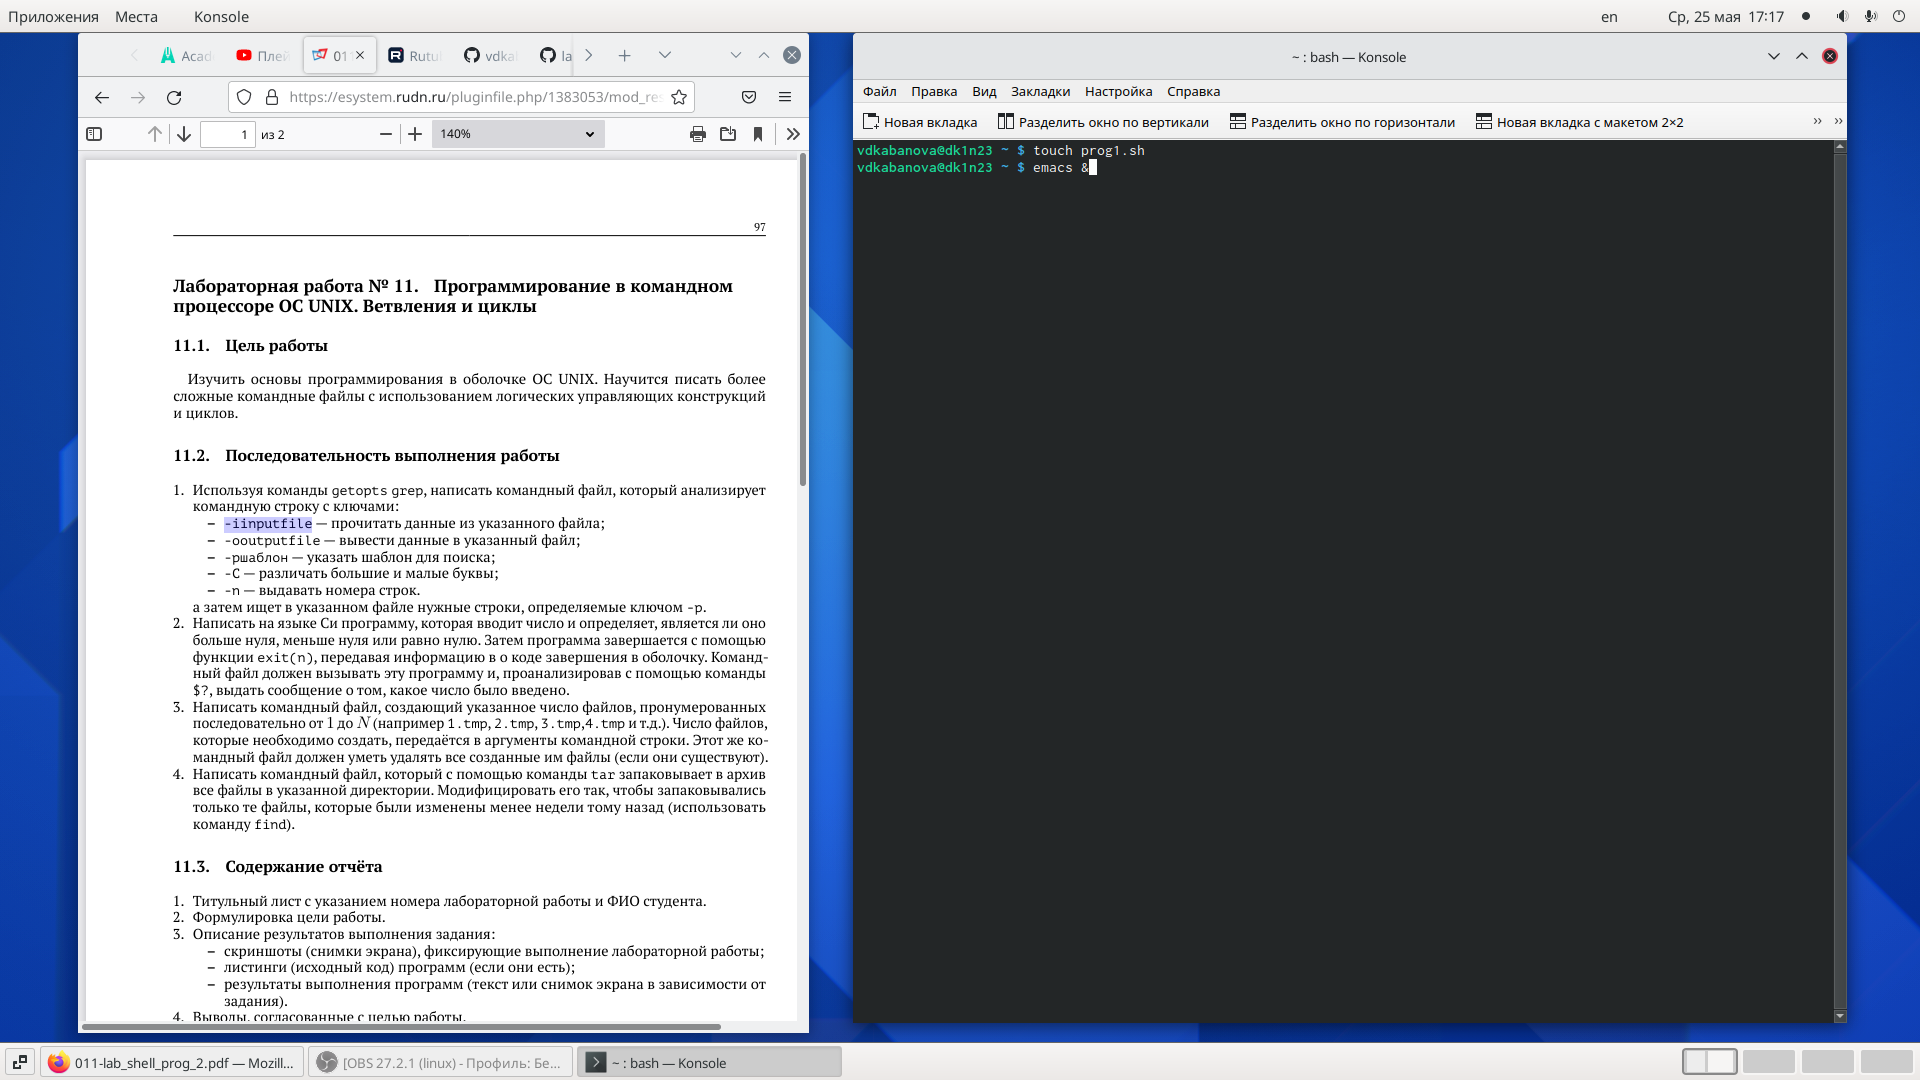 Приложения Места Konsole en Ср, 25 мая 17:17
Acad Плей 011 Rutu vdka la
https://esystem.rudn.ru/pluginfile.php/1383053/mod_res
1 из 2 140%
97
Лабораторная работа № 11. Программирование в командном
процессоре ОС UNIX. Ветвления и циклы
11.1. Цель работы
Изучить основы программирования в оболочке ОС UNIX. Научится писать более
сложные командные файлы с использованием логических управляющих конструкций
и циклов.
11.2. Последовательность выполнения работы
1. Используя команды getopts grep, написать командный файл, который анализирует
командную строку с ключами:
– -iinputfile — прочитать данные из указанного файла;
– -ooutputfile — вывести данные в указанный файл;
– -pшаблон — указать шаблон для поиска;
– -C — различать большие и малые буквы;
– -n — выдавать номера строк.
а затем ищет в указанном файле нужные строки, определяемые ключом -p.
2. Написать на языке Си программу, которая вводит число и определяет, является ли оно
больше нуля, меньше нуля или равно нулю. Затем программа завершается с помощью
функции exit(n), передавая информацию в о коде завершения в оболочку. Команд-
ный файл должен вызывать эту программу и, проанализировав с помощью команды
$?, выдать сообщение о том, какое число было введено.
3. Написать командный файл, создающий указанное число файлов, пронумерованных
последовательно от 1 до N (например 1.tmp, 2.tmp, 3.tmp,4.tmp и т.д.). Число файлов,
которые необходимо создать, передаётся в аргументы командной строки. Этот же ко-
мандный файл должен уметь удалять все созданные им файлы (если они существуют).
4. Написать командный файл, который с помощью команды tar запаковывает в архив
все файлы в указанной директории. Модифицировать его так, чтобы запаковывались
только те файлы, которые были изменены менее недели тому назад (использовать
команду find).
11.3. Содержание отчёта
1. Титульный лист с указанием номера лабораторной работы и ФИО студента.
2. Формулировка цели работы.
3. Описание результатов выполнения задания:
– скриншоты (снимки экрана), фиксирующие выполнение лабораторной работы;
– листинги (исходный код) программ (если они есть);
– результаты выполнения программ (текст или снимок экрана в зависимости от
задания).
4. Выводы, согласованные с целью работы.
~ : bash — Konsole
Файл Правка Вид Закладки Настройка Справка
Новая вкладка Разделить окно по вертикали Разделить окно по горизонтали Новая вкладка с макетом 2×2
vdkabanova@dk1n23 ~ $ touch prog1.sh
vdkabanova@dk1n23 ~ $ emacs &
011-lab_shell_prog_2.pdf — Mozill... [OBS 27.2.1 (linux) - Профиль: Бе... ~ : bash — Konsole